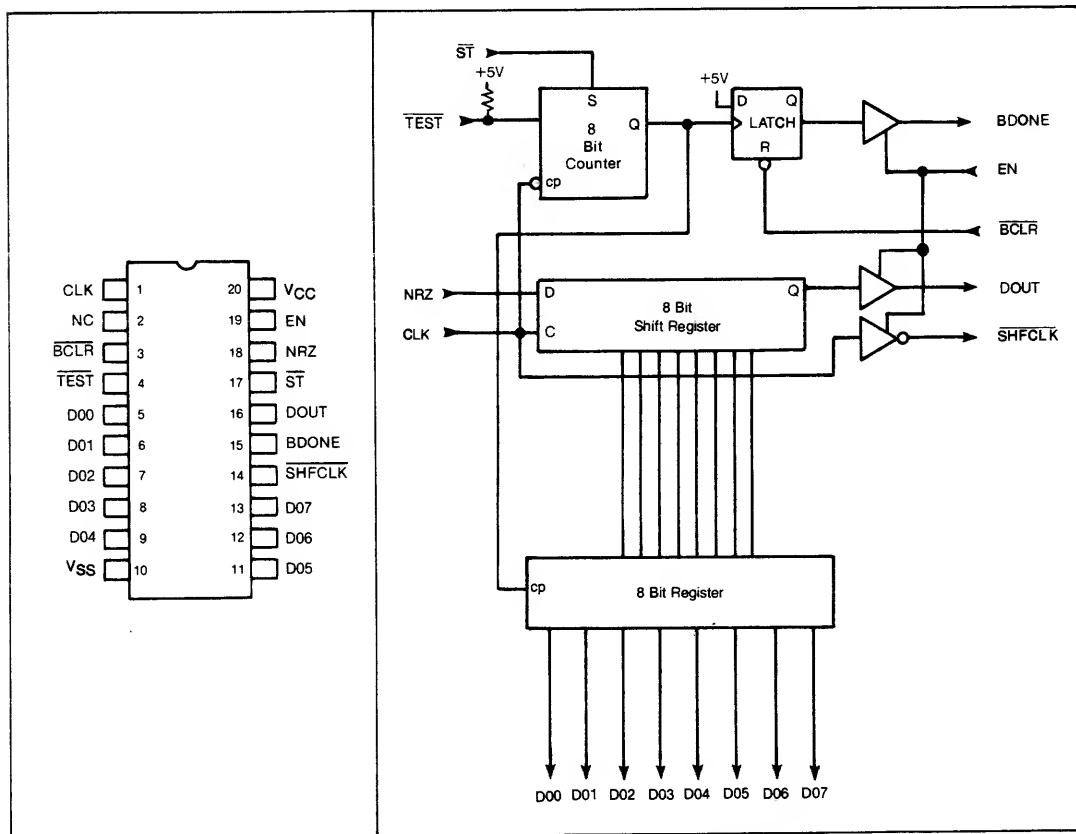 CLK 1 20 VCC
NC 2 19 EN
BCLR 3 18 NRZ
TEST 4 17 ST
D00 5 16 DOUT
D01 6 15 BDONE
D02 7 14 SHFCLK
D03 8 13 D07
D04 9 12 D06
VSS 10 11 D05
ST
+5V
TEST
S
8
Bit
Counter
Q
cp
+5V
D Q
LATCH
R
BDONE
EN
BCLR
NRZ
D
8 Bit
Shift Register
Q
DOUT
CLK
C
SHFCLK
cp
8 Bit Register
D00 D01 D02 D03 D04 D05 D06 D07